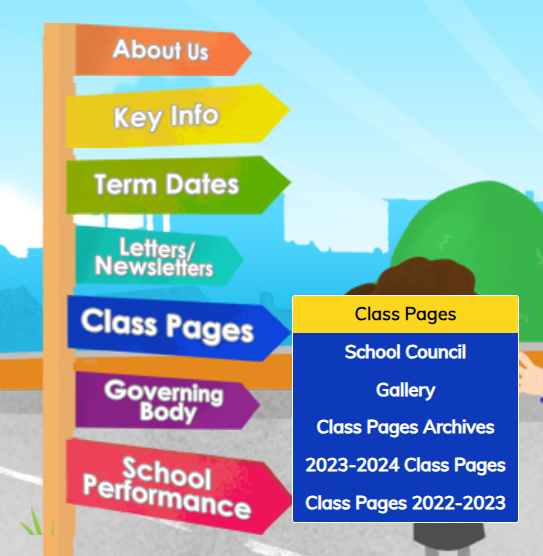 About Us
Key Info
Term Dates
Letters/
Newsletters
Class Pages
Governing
Body
School
Performance
Class Pages
School Council
Gallery
Class Pages Archives
2023-2024 Class Pages
Class Pages 2022-2023